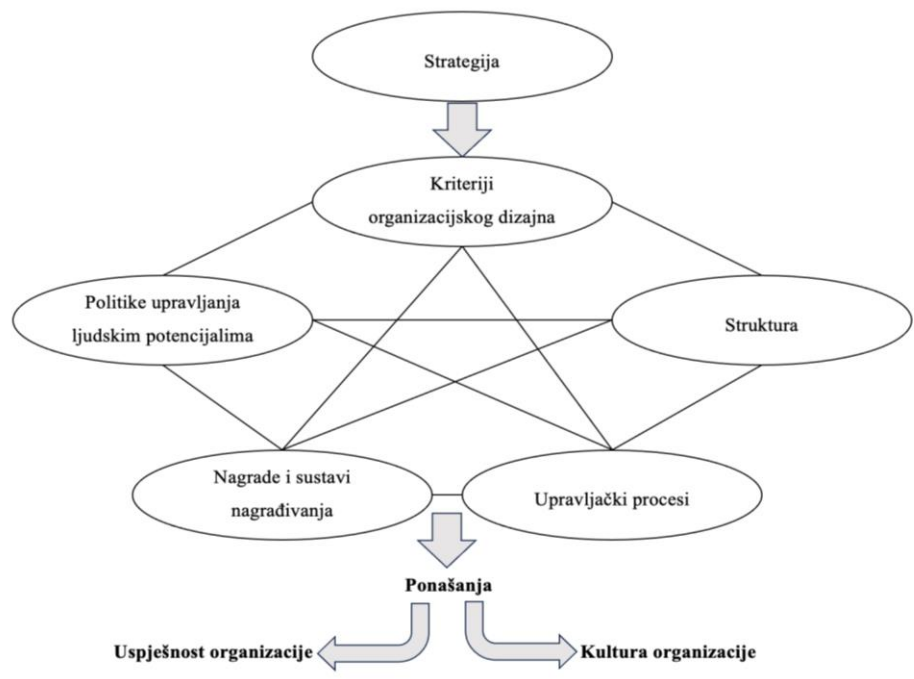 Strategija
Kriteriji
organizacijskog dizajna
Politike upravljanja
ljudskim potencijalima
Struktura
Nagrade i sustavi
nagrađivanja
Upravljački procesi
Ponašanja
Uspješnost organizacije
Kultura organizacije